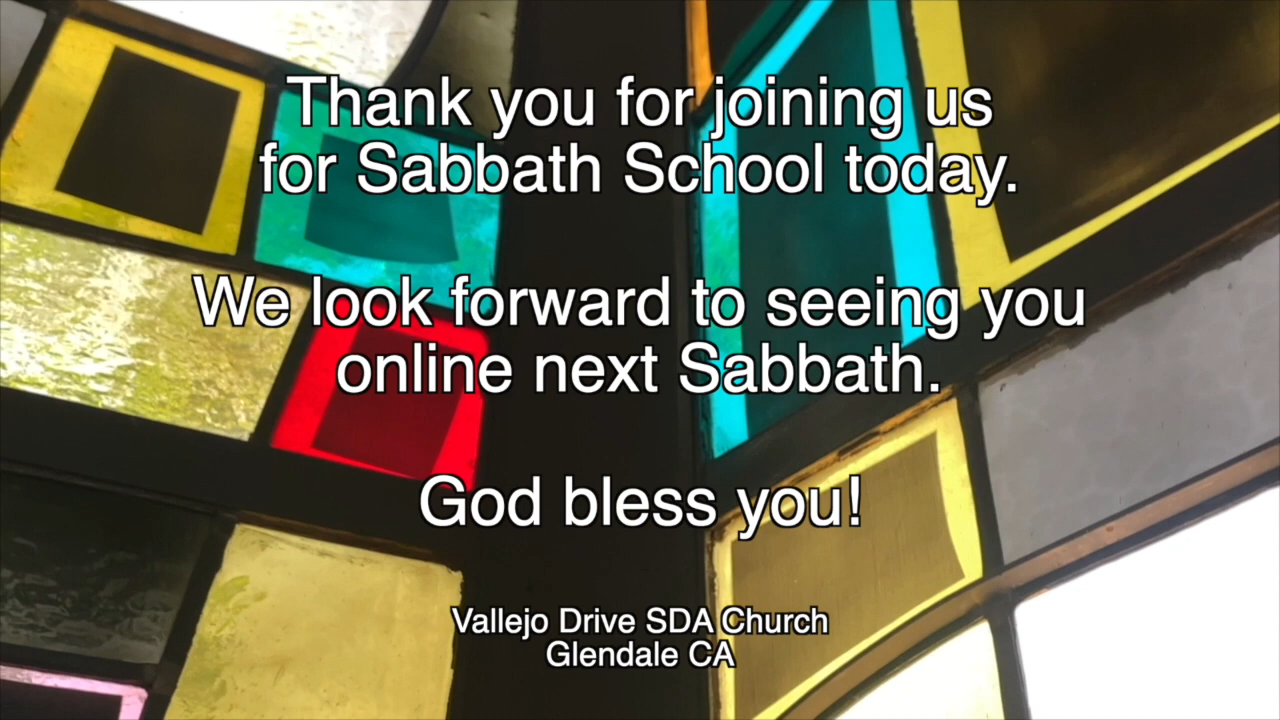 Thank you for joining us
for Sabbath School today.
We look forward to seeing you
online next Sabbath.
God bless you!
Vallejo Drive SDA Church
Glendale CA